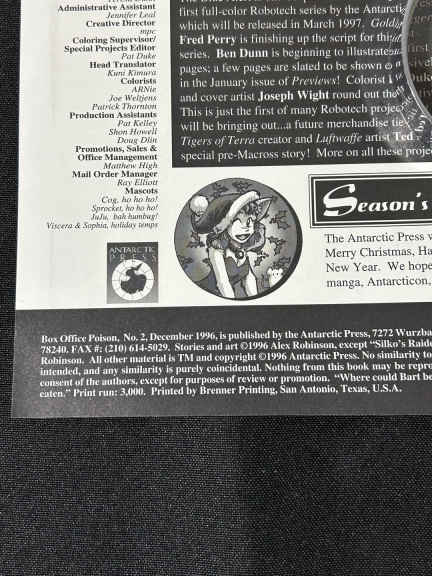 Administrative Assistant
Jennifer Leal
Creative Director
mpc
Coloring Supervisor/
Special Projects Editor
Pat Duke
Head Translator
Kuni Kimura
Colorists
ARNie
Joe Weltjens
Patrick Thornton
Production Assistants
Pat Kelley
Shon Howell
Doug Dlin
Promotions, Sales &
Office Management
Matthew High
Mail Order Manager
Ray Elliott
Mascots
Cog, ho ho ho!
Sprocket, ho ho ho!
JuJu, bah humbug!
Viscera & Sophia, holiday temps
ANTARCTIC
PRESS
first full-color Robotech series by the Antarctic
which will be released in March 1997.
Fred Perry is finishing up the script for this first
series. Ben Dunn is beginning to illustrate
pages; a few pages are slated to be shown
in the January issue of Previews! Colorist
and cover artist Joseph Wight round out the
This is just the first of many Robotech projec
will be bringing out...a future merchandise tie
Tigers of Terra creator and Luftwaffe artist Ted
special pre-Macross story! More on all these projec
Season's
The Antarctic Press
Merry Christmas, Ha
New Year. We hope
manga, Antarcticon,
Box Office Poison, No. 2, December 1996, is published by the Antarctic Press, 7272 Wurzba
78240. FAX #: (210) 614-5029. Stories and art ©1996 Alex Robinson, except "Silko's Raide
Robinson. All other material is TM and copyright ©1996 Antarctic Press. No similarity to
intended, and any similarity is purely coincidental. Nothing from this book may be repro
consent of the authors, except for purposes of review or promotion. "Where could Bart be
eaten." Print run: 3,000. Printed by Brenner Printing, San Antonio, Texas, U.S.A.